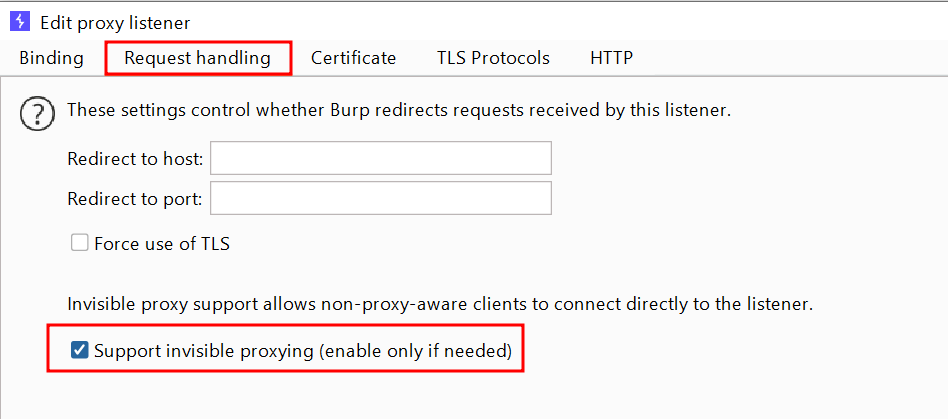 Edit proxy listener
Binding Request handling Certificate TLS Protocols HTTP
? These settings control whether Burp redirects requests received by this listener.
Redirect to host:
Redirect to port:
Force use of TLS
Invisible proxy support allows non-proxy-aware clients to connect directly to the listener.
Support invisible proxying (enable only if needed)